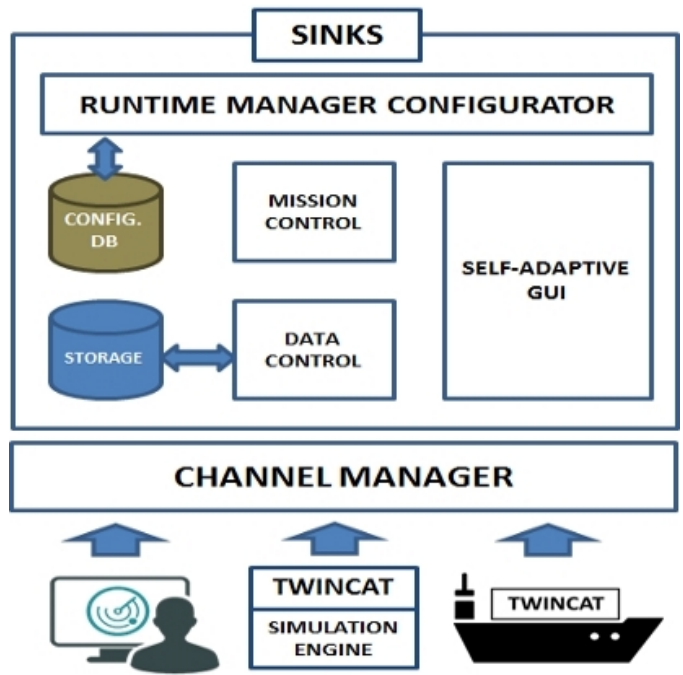 SINKS
RUNTIME MANAGER CONFIGURATOR
CONFIG.
DB
MISSION
CONTROL
SELF-ADAPTIVE
GUI
STORAGE
DATA
CONTROL
CHANNEL MANAGER
TWINCAT
SIMULATION
ENGINE
TWINCAT